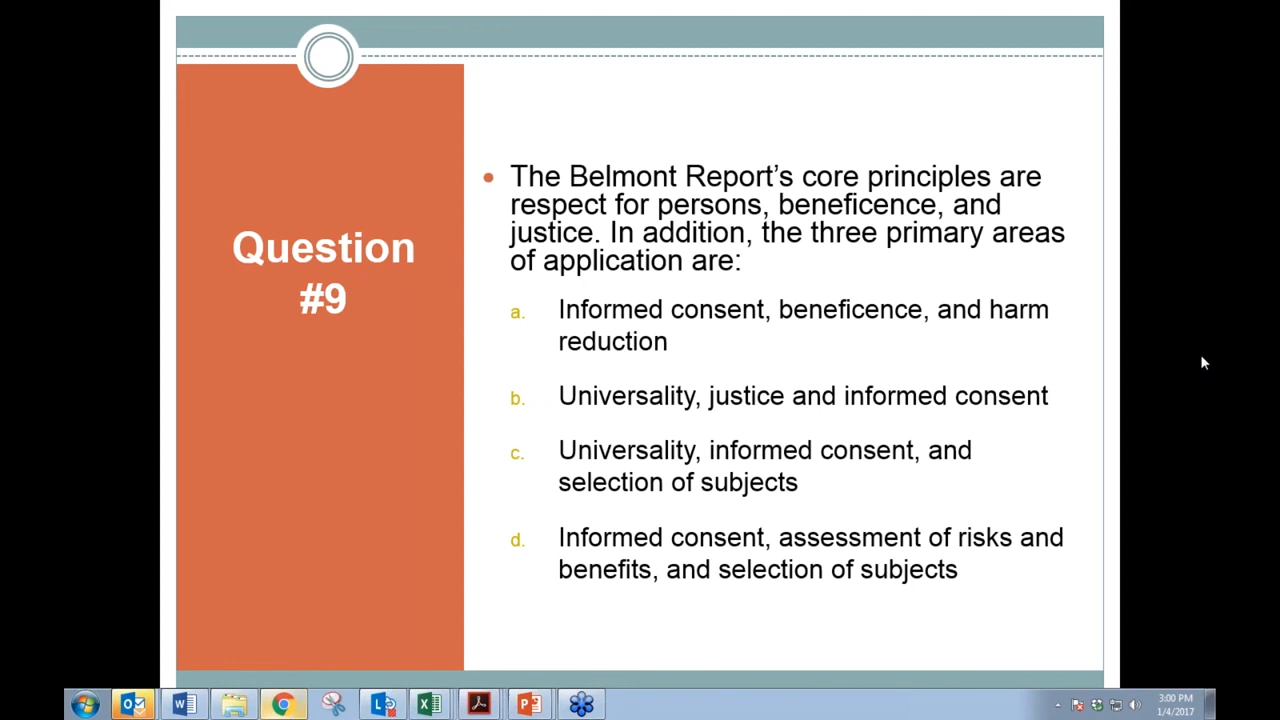 Question
#9
• The Belmont Report’s core principles are
respect for persons, beneficence, and
justice. In addition, the three primary areas
of application are:
a. Informed consent, beneficence, and harm
reduction
b. Universality, justice and informed consent
c. Universality, informed consent, and
selection of subjects
d. Informed consent, assessment of risks and
benefits, and selection of subjects
3:00 PM
1/4/2017